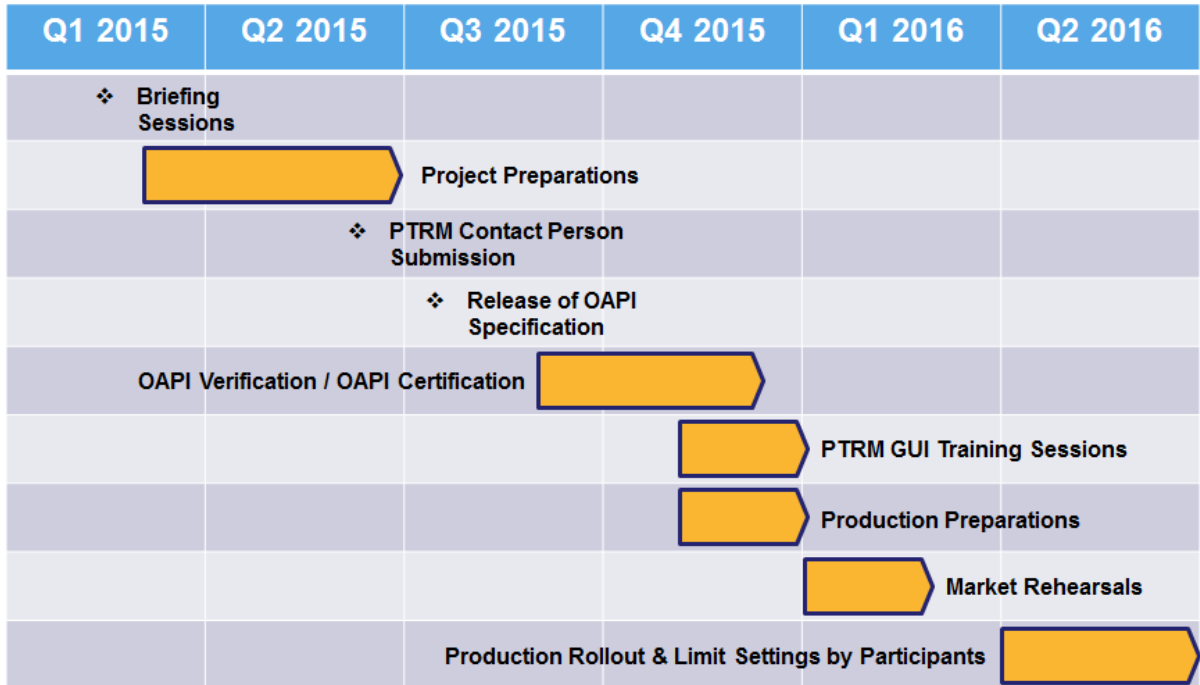 Q1 2015 Q2 2015 Q3 2015 Q4 2015 Q1 2016 Q2 2016
❖ Briefing
Sessions
Project Preparations
❖ PTRM Contact Person
Submission
❖ Release of OAPI
Specification
OAPI Verification / OAPI Certification
PTRM GUI Training Sessions
Production Preparations
Market Rehearsals
Production Rollout & Limit Settings by Participants